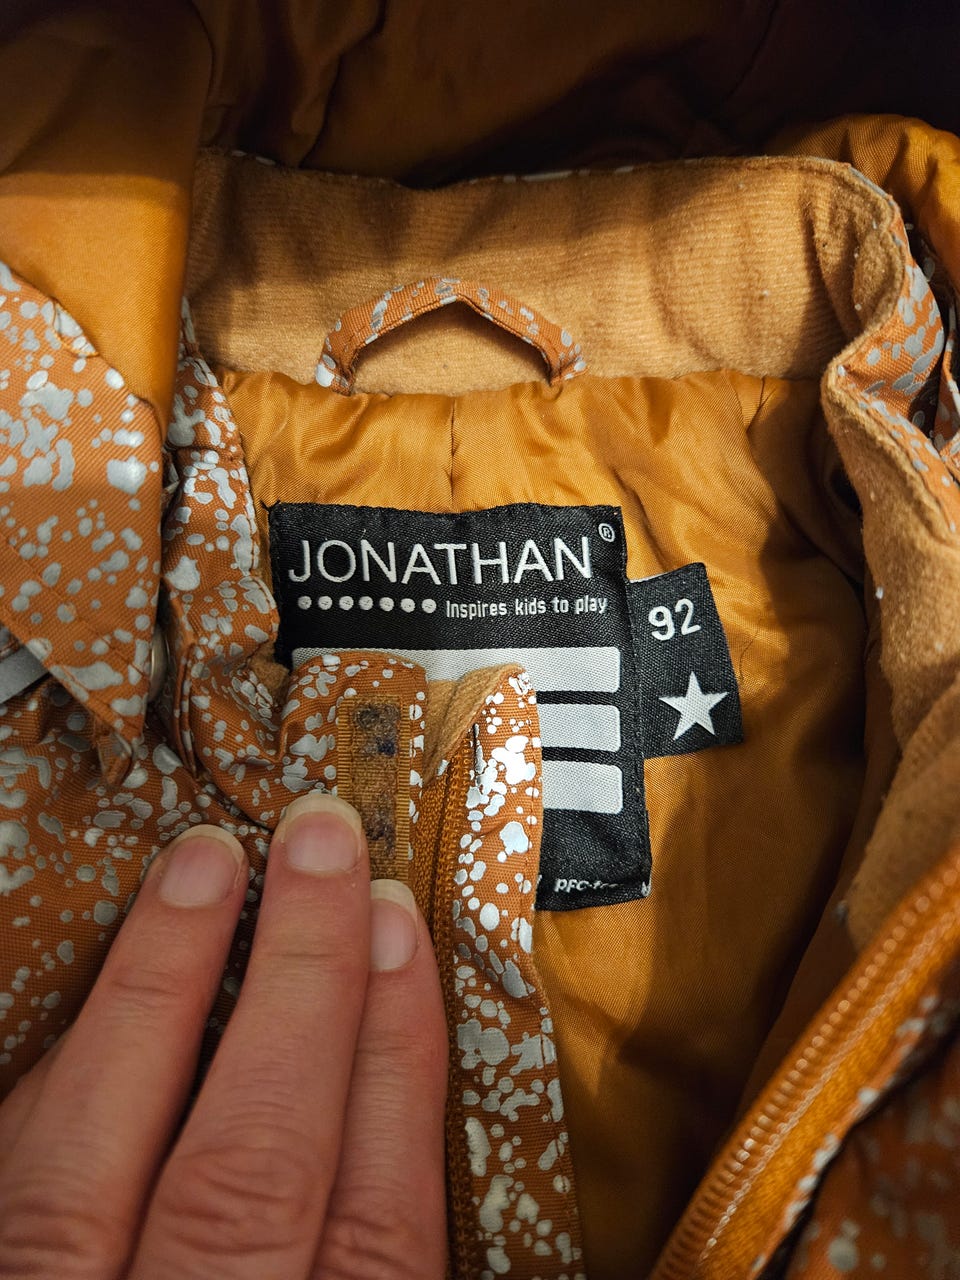 JONATHAN®
Inspires kids to play
92